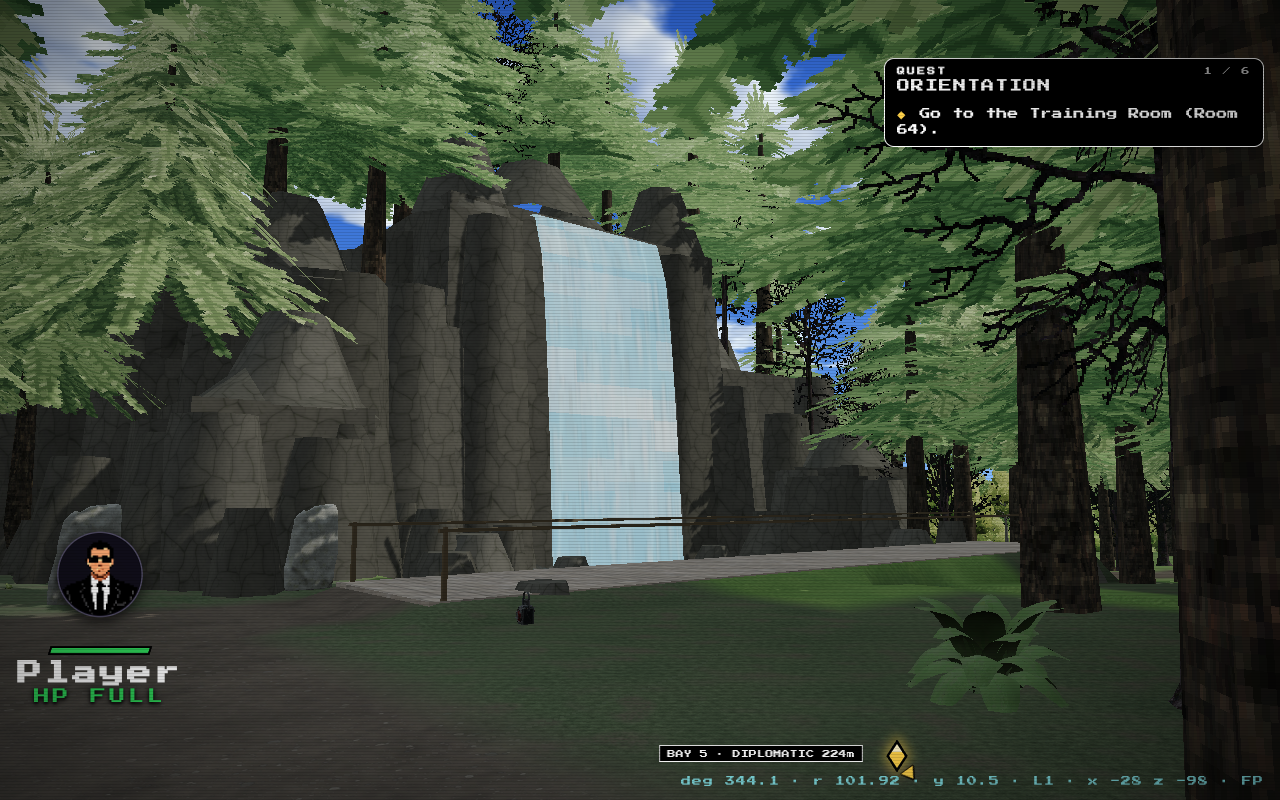 QUEST 1 / 6
ORIENTATION
◆ Go to the Training Room (Room
64).
Player
HP FULL
BAY 5 · DIPLOMATIC 224m
deg 344.1 · r 101.92 · y 10.5 · L1 · x -28 z -98 · FP